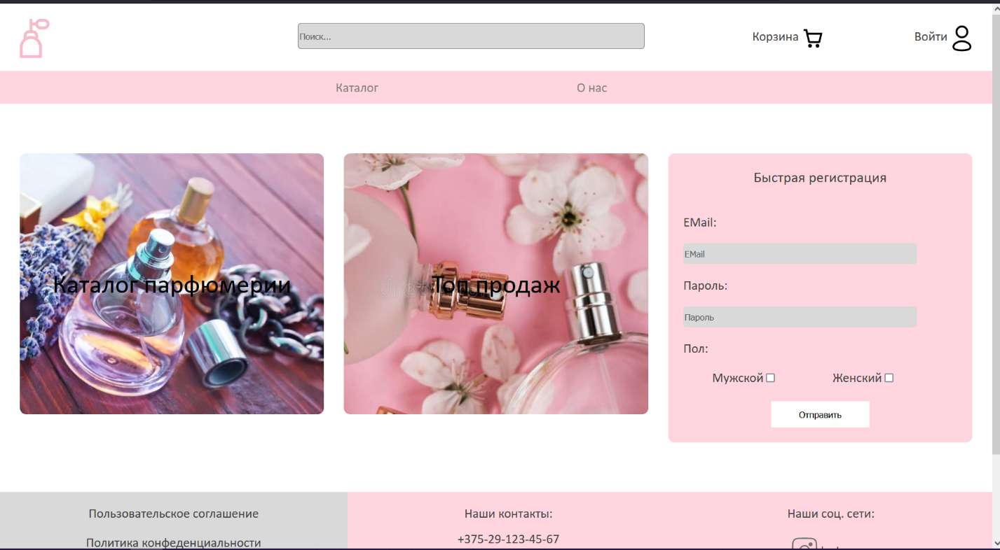 Поиск...
Корзина
Войти
Каталог
О нас
Каталог парфюмерии
Топ продаж
Быстрая регистрация
EMail:
EMail
Пароль:
Пароль
Пол:
Мужской
Женский
Отправить
Пользовательское соглашение
Наши контакты:
Наши соц. сети:
Политика конфеденциальности
+375-29-123-45-67